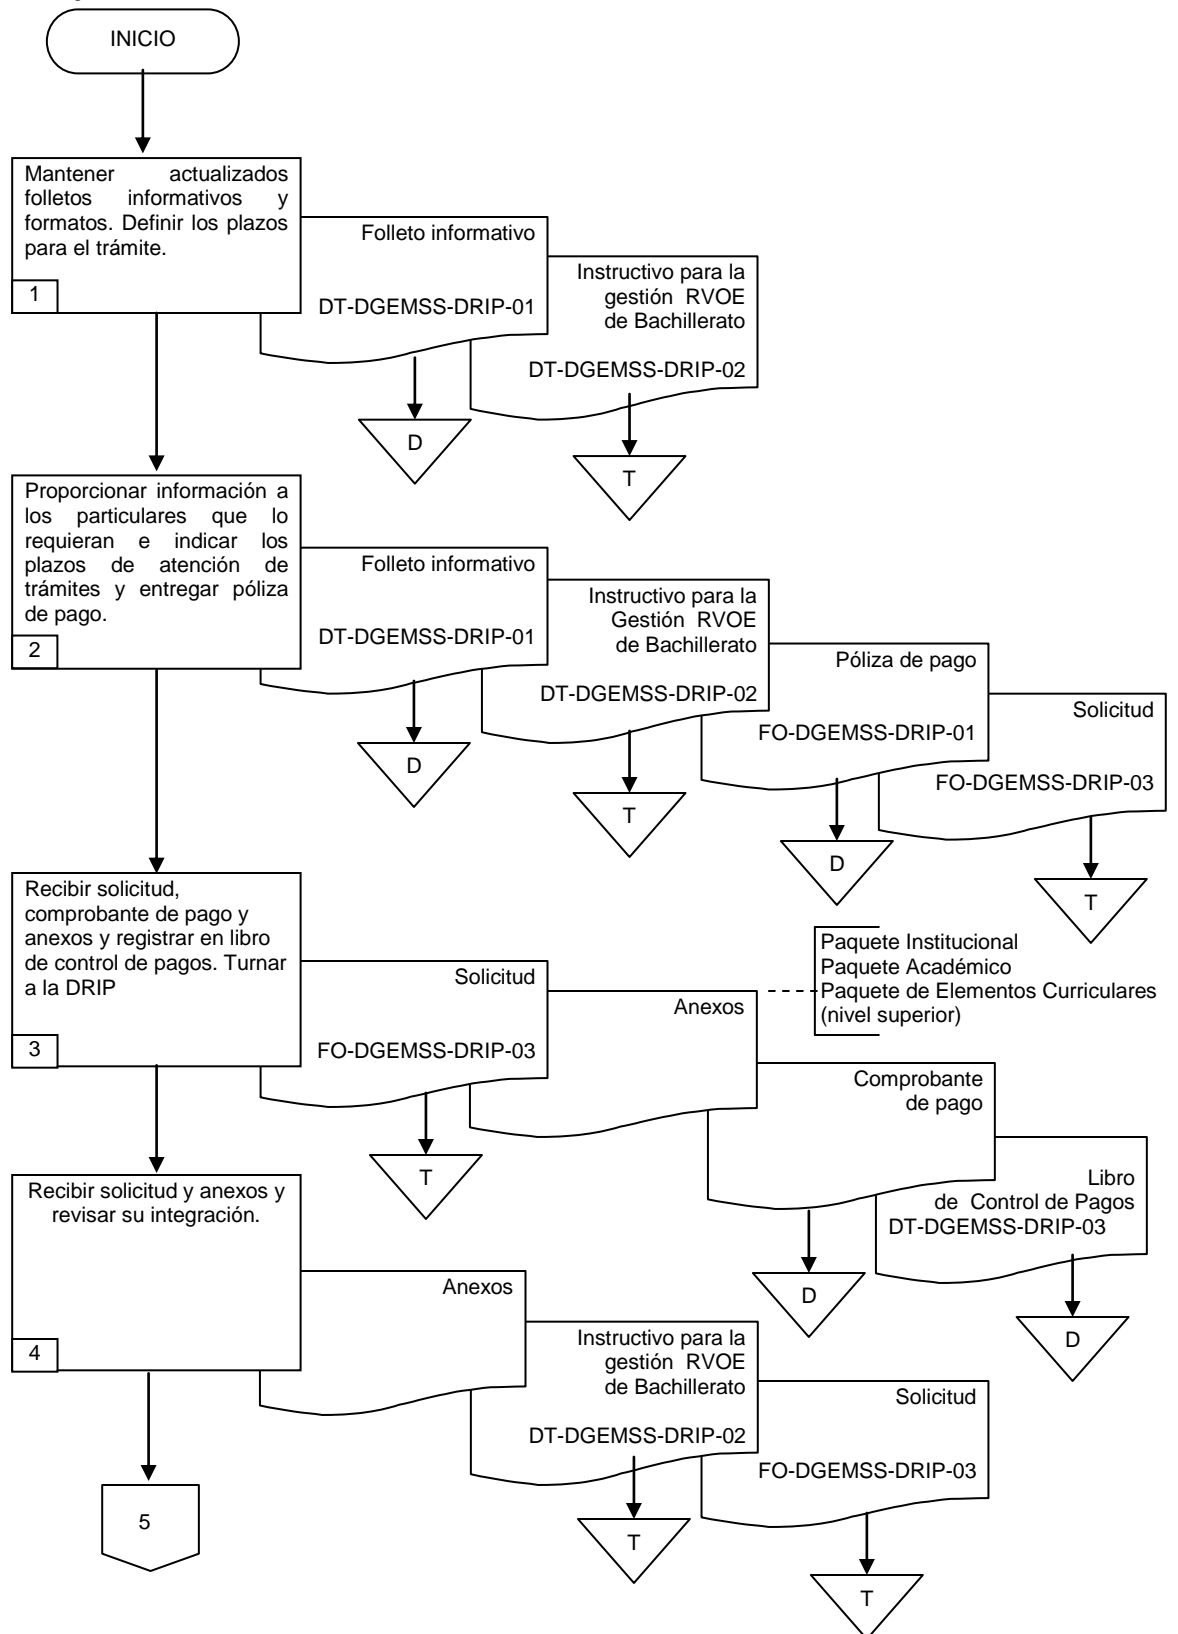 INICIO
Mantener actualizados
folletos informativos y
formatos. Definir los plazos
para el trámite.
1
Folleto informativo
DT-DGEMSS-DRIP-01
Instructivo para la
gestión RVOE
de Bachillerato
DT-DGEMSS-DRIP-02
D
T
Proporcionar información a
los particulares que lo
requieran e indicar los
plazos de atención de
trámites y entregar póliza
de pago.
2
Folleto informativo
DT-DGEMSS-DRIP-01
Instructivo para la
Gestión RVOE
de Bachillerato
DT-DGEMSS-DRIP-02
Póliza de pago
FO-DGEMSS-DRIP-01
Solicitud
FO-DGEMSS-DRIP-03
D
T
D
T
Recibir solicitud,
comprobante de pago y
anexos y registrar en libro
de control de pagos. Turnar
a la DRIP
3
Solicitud
FO-DGEMSS-DRIP-03
Anexos
Paquete Institucional
Paquete Académico
Paquete de Elementos Curriculares
(nivel superior)
Comprobante
de pago
Libro
de Control de Pagos
DT-DGEMSS-DRIP-03
T
D
D
Recibir solicitud y anexos y
revisar su integración.
4
Anexos
Instructivo para la
gestión RVOE
de Bachillerato
DT-DGEMSS-DRIP-02
Solicitud
FO-DGEMSS-DRIP-03
T
T
5